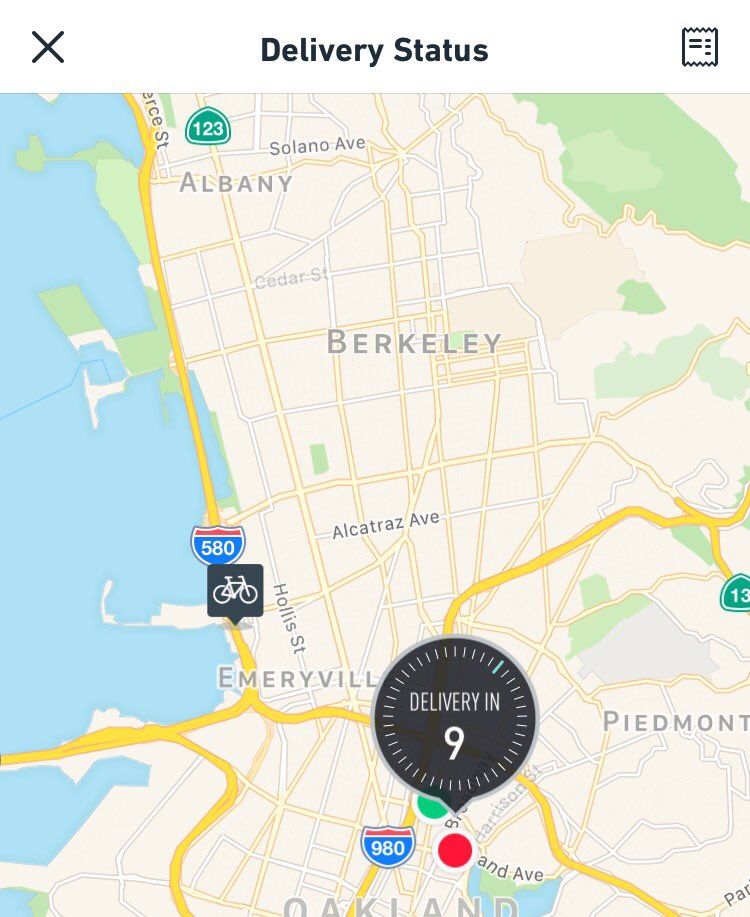 Delivery Status
erce St
123
Solano Ave
ALBANY
Cedar St
BERKELEY
Alcatraz Ave
580
Hollis St
13
EMERYVILL
DELIVERY IN
9
PIEDMONT
Harrison St
980
and Ave
OAKLAND